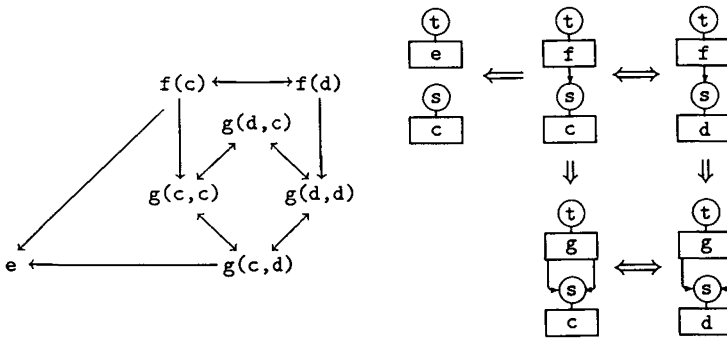 f(c) f(d)
g(d,c)
g(c,c) g(d,d)
e g(c,d)
t t t
e f f
s s s
c c d
t t
g g
s s
c d